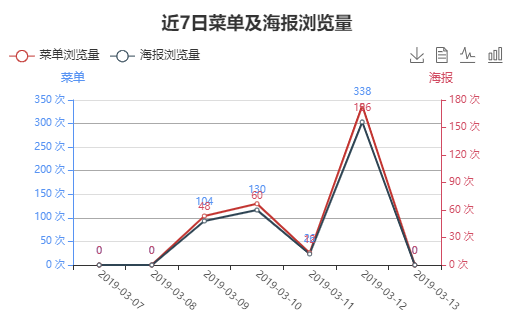 近7日菜单及海报浏览量
菜单浏览量 海报浏览量
菜单 海报
350 次
300 次
250 次
200 次
150 次
100 次
50 次
0 次
180 次
150 次
120 次
90 次
60 次
30 次
0 次
0
0
104
48
130
60
338
156
0
2019-03-07
2019-03-08
2019-03-09
2019-03-10
2019-03-11
2019-03-12
2019-03-13